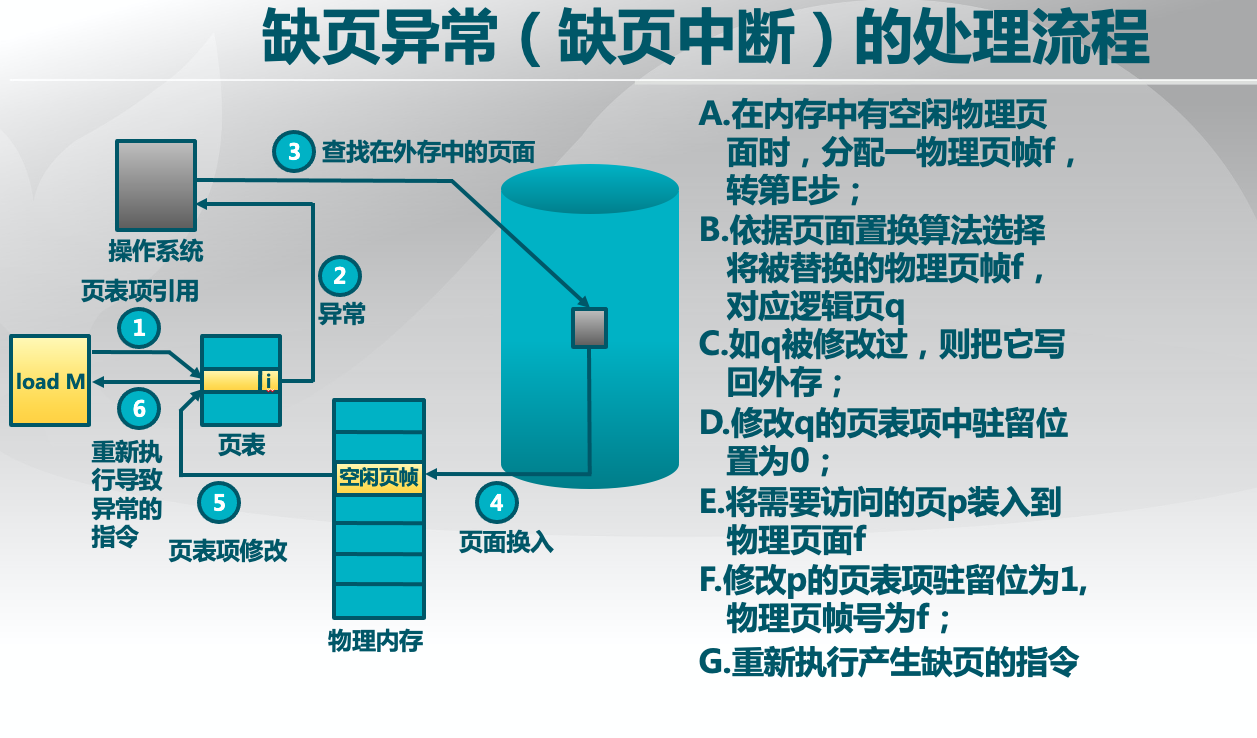 缺页异常（缺页中断）的处理流程
3 查找在外存中的页面
操作系统
页表项引用
1
2
异常
load M
i
6
页表
重新执
行导致
异常的
指令
5
页表项修改
空闲页帧
4
页面换入
物理内存
A.在内存中有空闲物理页
面时，分配一物理页帧f，
转第E步；
B.依据页面置换算法选择
将被替换的物理页帧f，
对应逻辑页q
C.如q被修改过，则把它写
回外存；
D.修改q的页表项中驻留位
置为0；
E.将需要访问的页p装入到
物理页面f
F.修改p的页表项驻留位为1,
物理页帧号为f；
G.重新执行产生缺页的指令